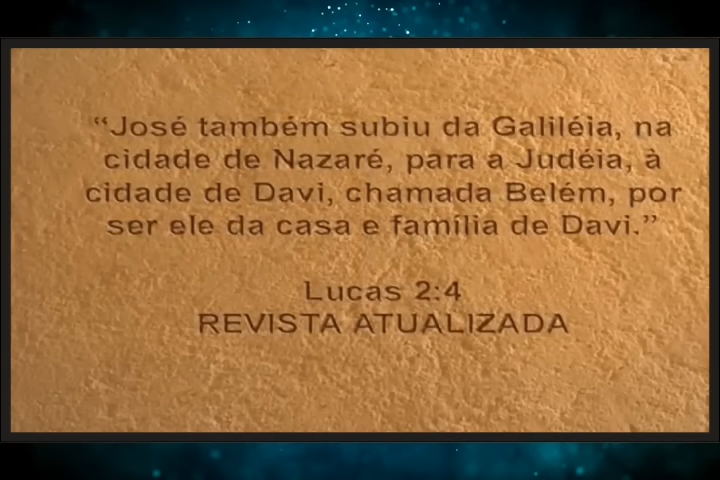 “José também subiu da Galiléia, na
cidade de Nazaré, para a Judéia, à
cidade de Davi, chamada Belém, por
ser ele da casa e família de Davi.”
Lucas 2:4
REVISTA ATUALIZADA